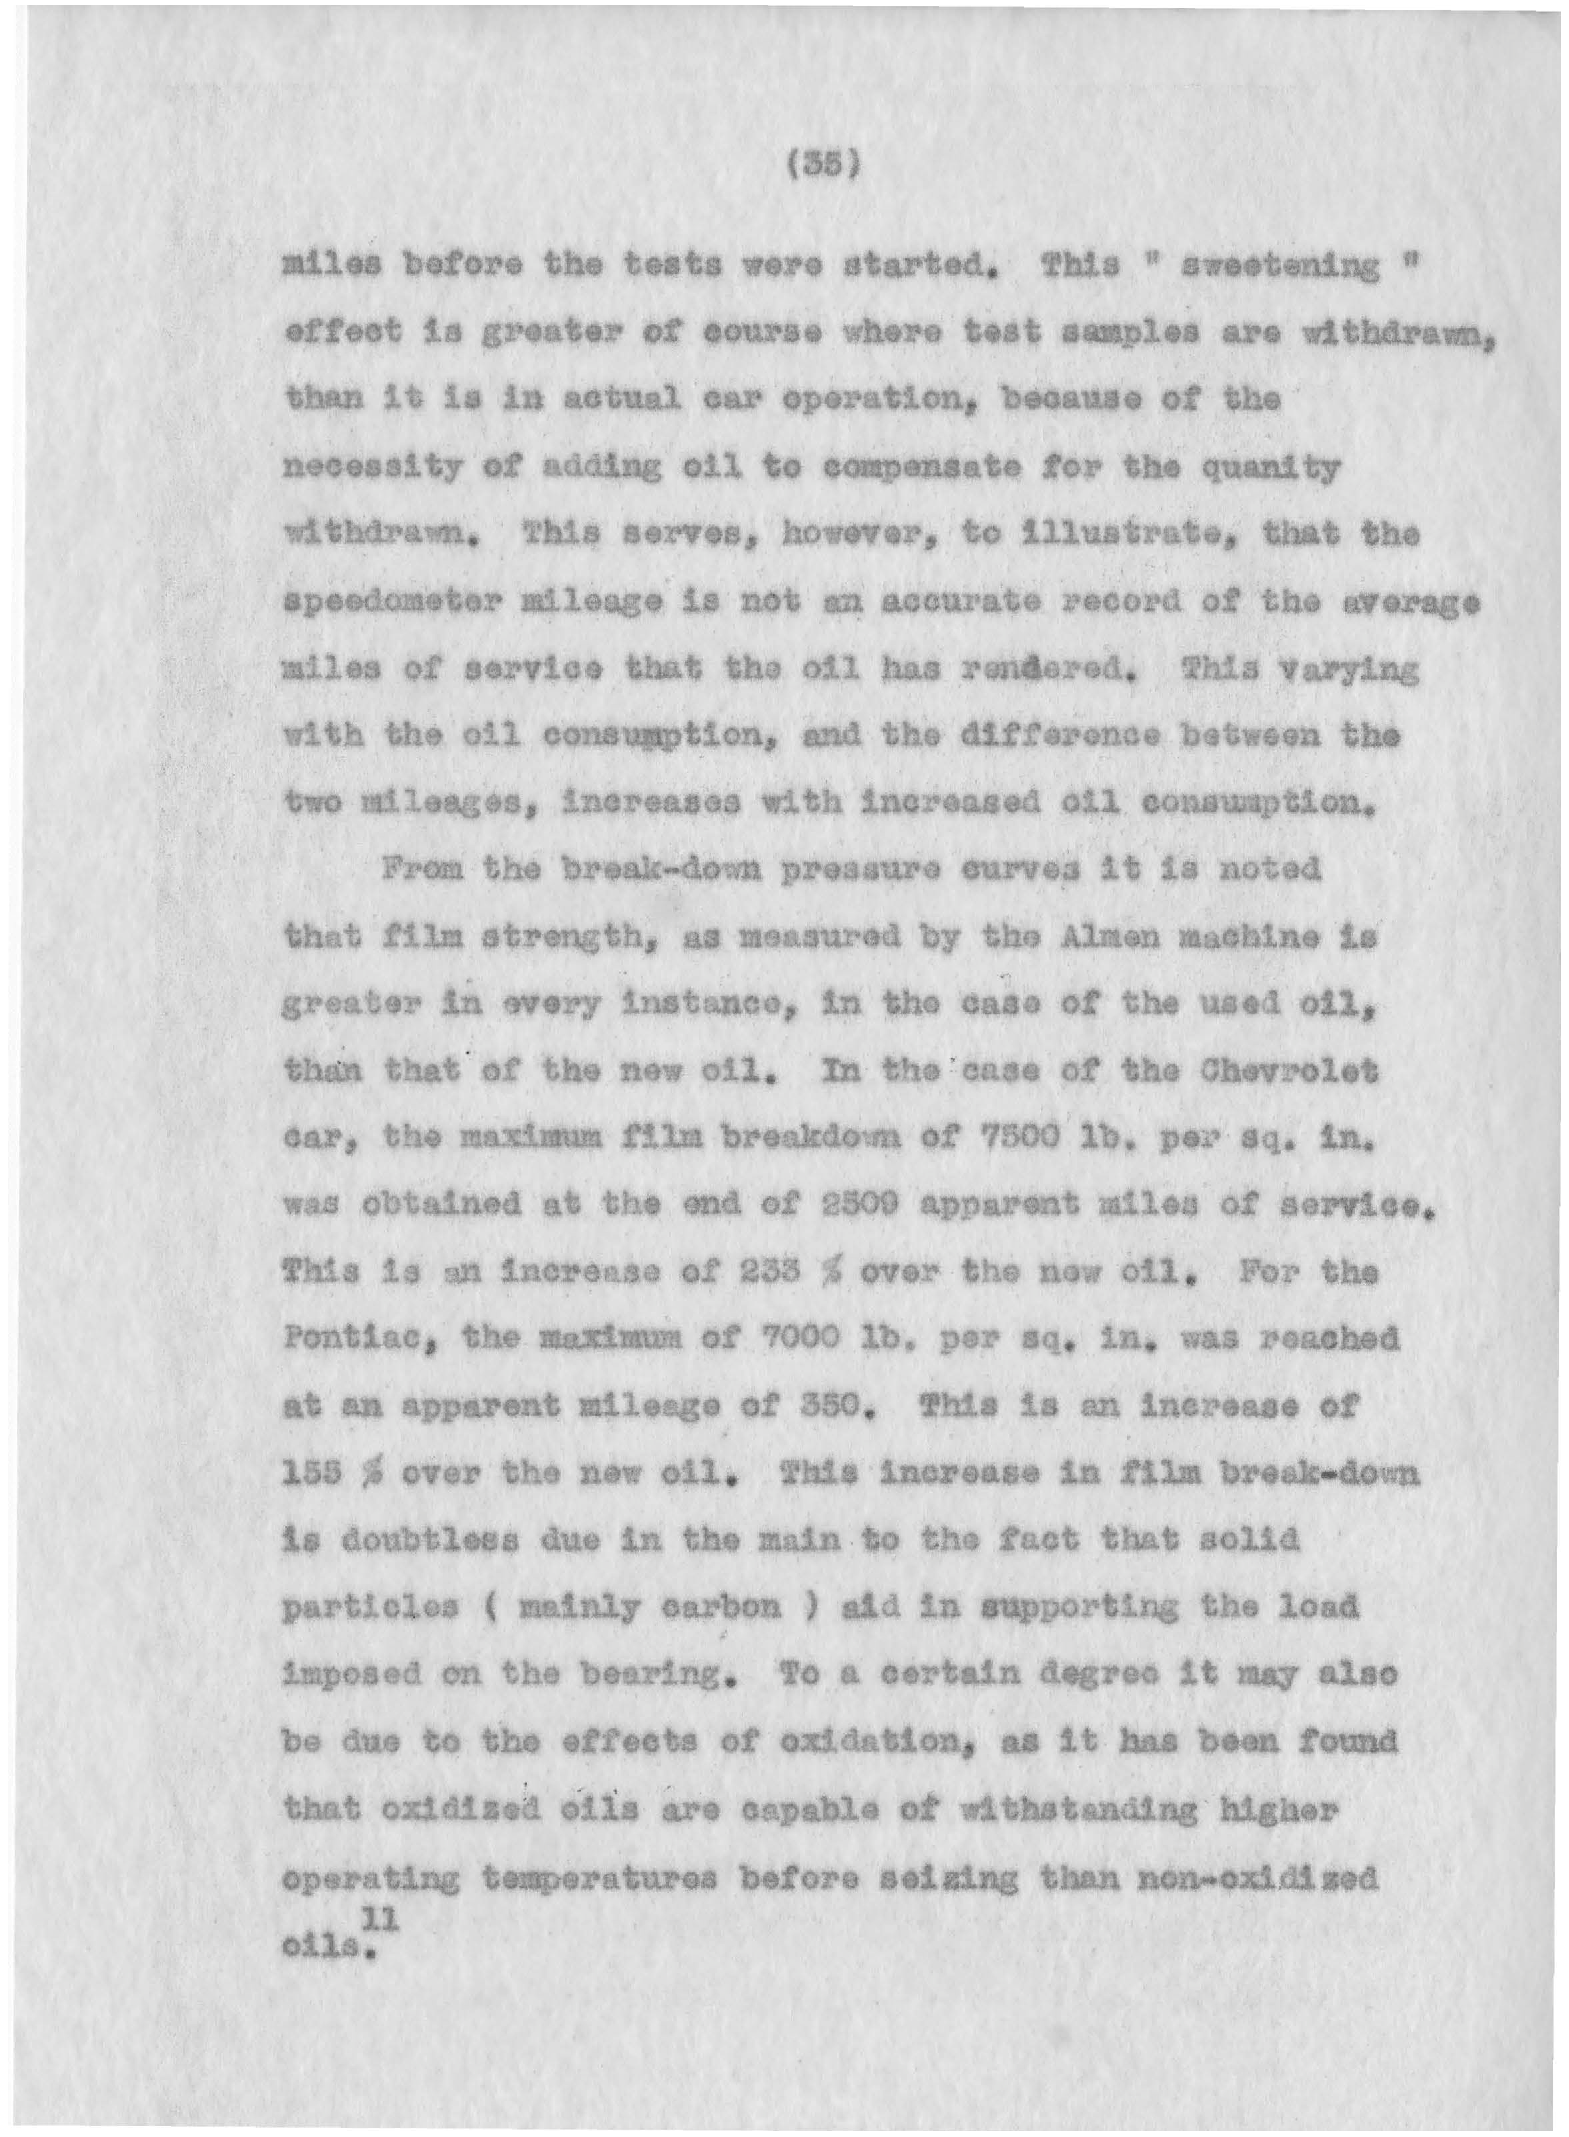 (35)
miles before the tests were started. This " sweetening "
effect is greater of course where test samples are withdrawn,
than it is in actual car operation, because of the
necessity of adding oil to compensate for the quanity
withdrawn. This serves, however, to illustrate, that the
speedometer mileage is not an accurate record of the average
miles of service that the oil has rendered. This varying
with the oil consumption, and the difference between the
two mileages, increases with increased oil consumption.
From the break-down pressure curves it is noted
that film strength, as measured by the Almen machine is
greater in every instance, in the case of the used oil,
than that of the new oil. In the case of the Chevrolet
car, the maximum film breakdown of 7500 lb. per sq. in.
was obtained at the end of 2509 apparent miles of service.
This is an increase of 233 % over the new oil. For the
Pontiac, the maximum of 7000 lb. per sq. in. was reached
at an apparent mileage of 350. This is an increase of
155 % over the new oil. This increase in film break-down
is doubtless due in the main to the fact that solid
particles ( mainly carbon ) aid in supporting the load
imposed on the bearing. To a certain degree it may also
be due to the effects of oxidation, as it has been found
that oxidized oils are capable of withstanding higher
operating temperatures before seizing than non-oxidized
oils.11